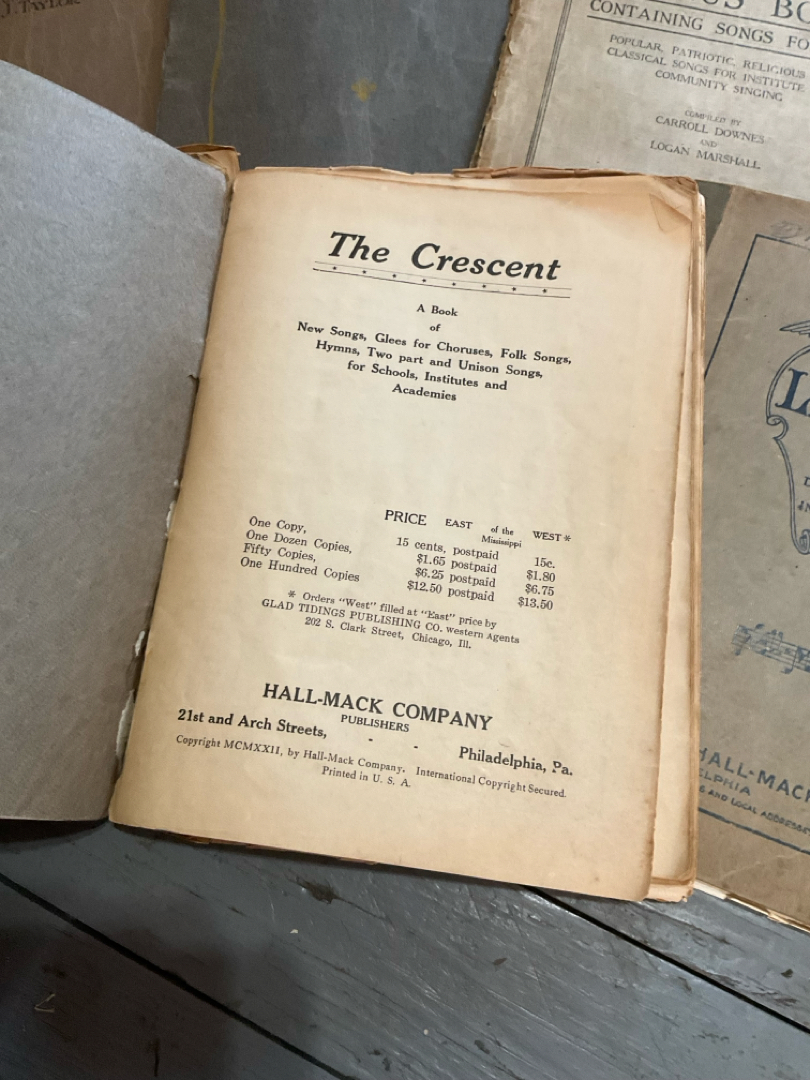 J. TAYLOR
CONTAINING SONGS
POPULAR, PATRIOTIC, RELIGIOUS
CLASSICAL SONGS FOR INSTITUTE
COMMUNITY SINGING
COMPILED BY
CARROLL DOWNES
AND
LOGAN MARSHALL
The Crescent
A Book
of
New Songs, Glees for Choruses, Folk Songs,
Hymns, Two part and Unison Songs,
for Schools, Institutes and
Academies
PRICE EAST of the Mississippi WEST*
One Copy, 15 cents, postpaid 15c.
One Dozen Copies, $1.65 postpaid $1.80
Fifty Copies, $6.25 postpaid $6.75
One Hundred Copies $12.50 postpaid $13.50
* Orders "West" filled at "East" price by
GLAD TIDINGS PUBLISHING CO. western Agents
202 S. Clark Street, Chicago, Ill.
HALL-MACK COMPANY
PUBLISHERS
21st and Arch Streets, - - Philadelphia, Pa.
Copyright MCMXXII, by Hall-Mack Company. International Copyright Secured.
Printed in U. S. A.
HALL-MACK
ELPHIA
AND LOCAL ADDRESS